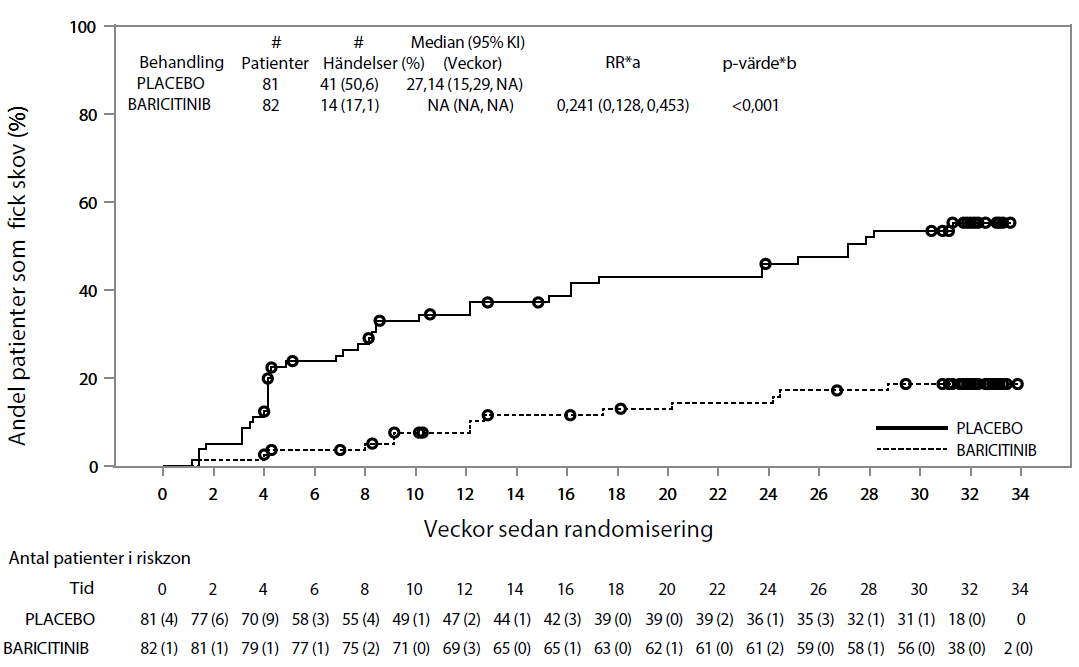 Andel patienter som fick skov (%)
100
80
60
40
20
0
# #
Median (95% KI)
Behandling Patienter Händelser (%) (Veckor) RR*a p-värde*b
PLACEBO 81 41 (50,6) 27,14 (15,29, NA)
BARICITINIB 82 14 (17,1) NA (NA, NA) 0,241 (0,128, 0,453) <0,001
PLACEBO
BARICITINIB
0 2 4 6 8 10 12 14 16 18 20 22 24 26 28 30 32 34
Veckor sedan randomisering
Antal patienter i riskzon
Tid 0 2 4 6 8 10 12 14 16 18 20 22 24 26 28 30 32 34
PLACEBO 81 (4) 77 (6) 70 (9) 58 (3) 55 (4) 49 (1) 47 (2) 44 (1) 42 (3) 39 (0) 39 (0) 39 (2) 36 (1) 35 (3) 32 (1) 31 (1) 18 (0) 0
BARICITINIB 82 (1) 81 (1) 79 (1) 77 (1) 75 (2) 71 (0) 69 (3) 65 (0) 65 (1) 63 (0) 62 (1) 61 (0) 61 (2) 59 (0) 58 (1) 56 (0) 38 (0) 2 (0)